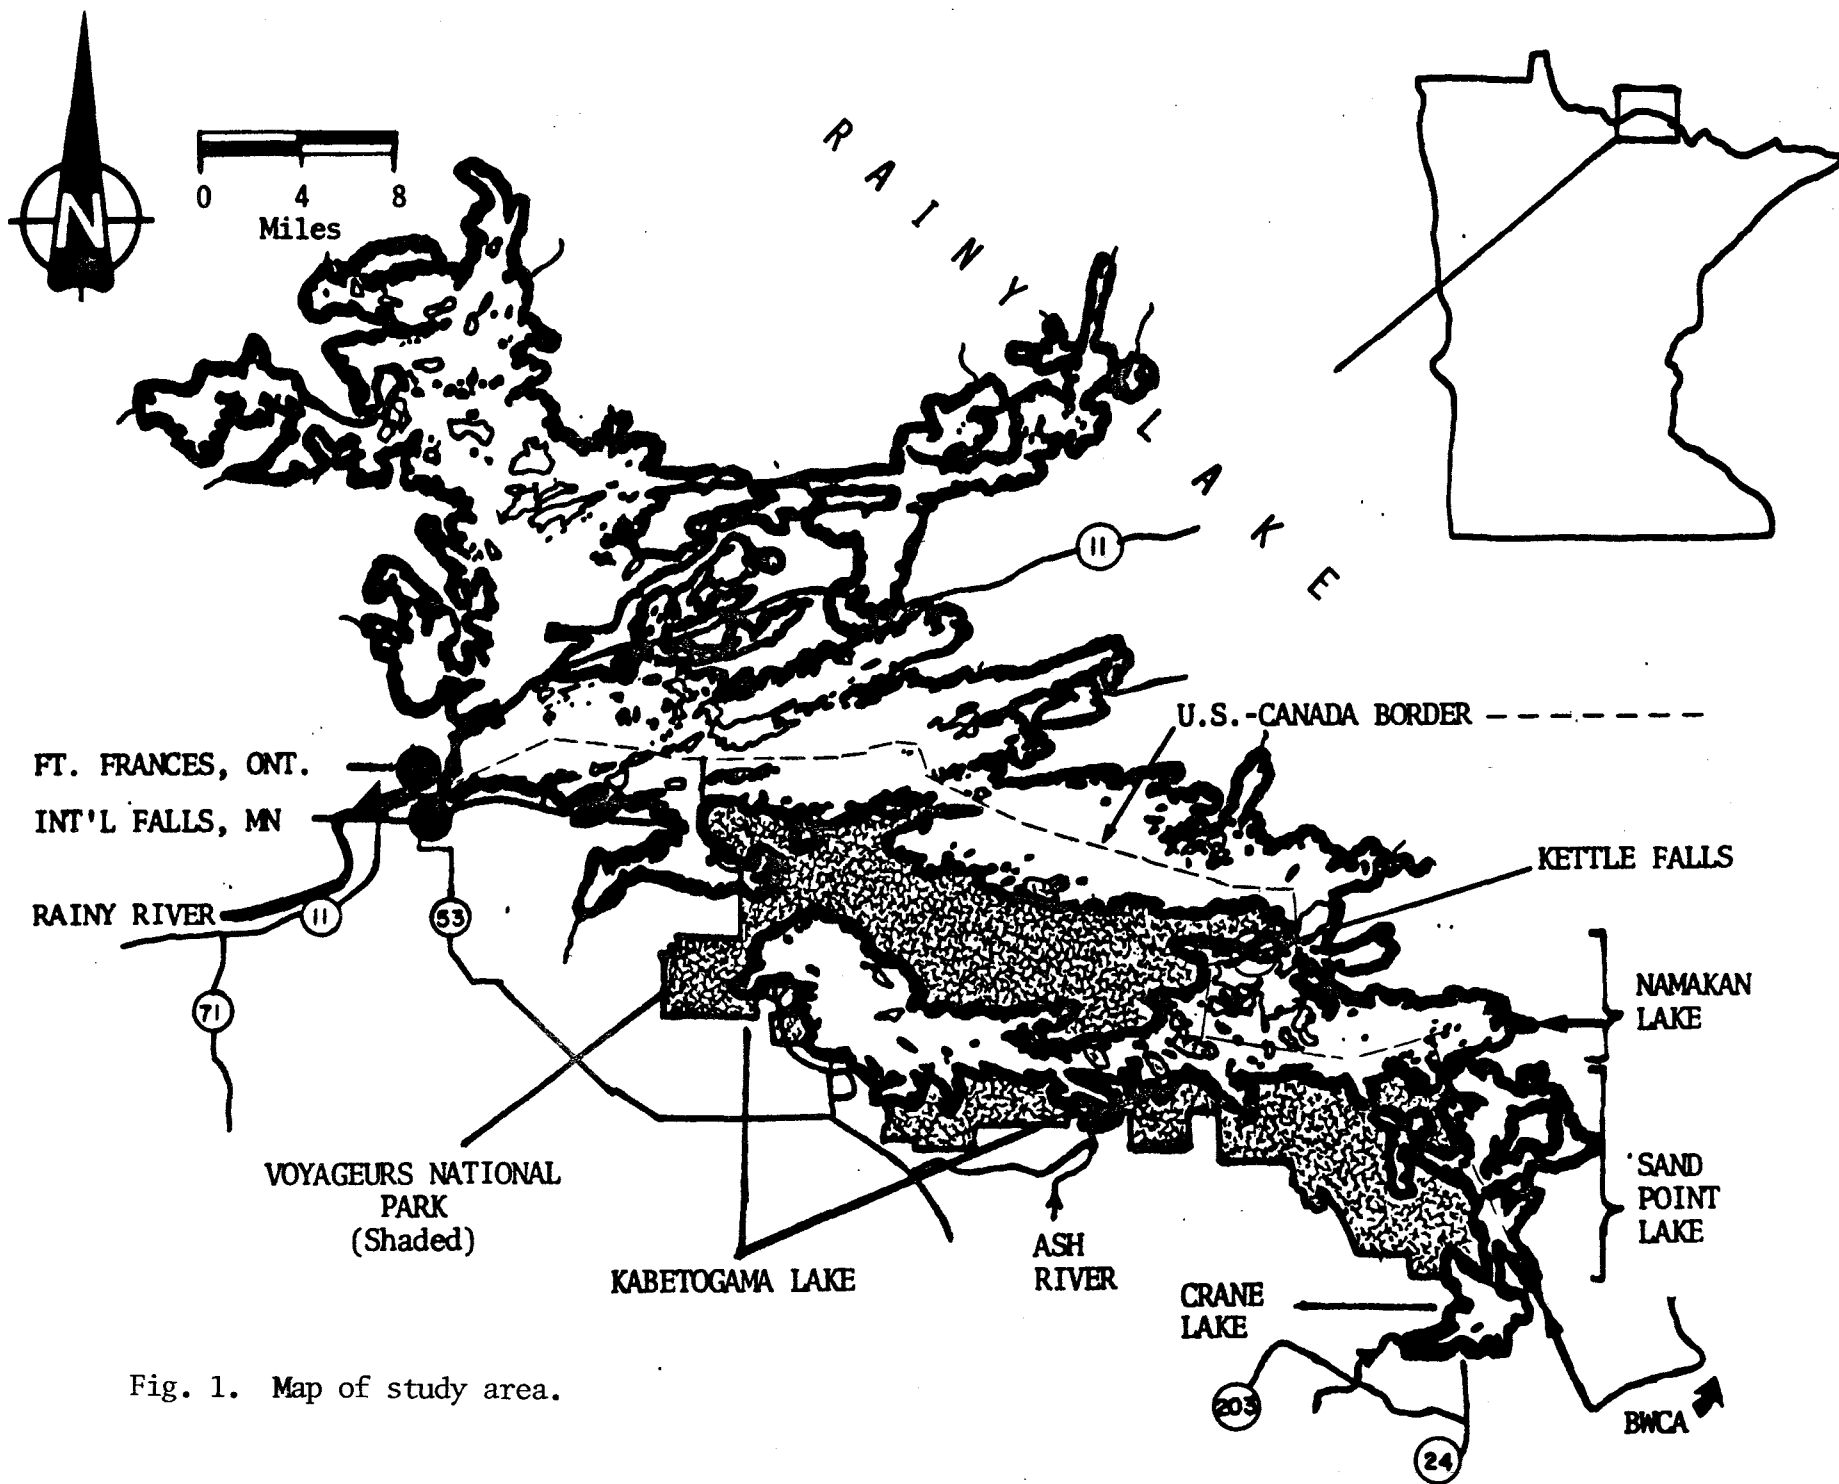 N
0 4 8
Miles
RAINY LAKE
11
U.S.-CANADA BORDER
FT. FRANCES, ONT.
INT'L FALLS, MN
KETTLE FALLS
RAINY RIVER
11
53
71
NAMAKAN
LAKE
VOYAGEURS NATIONAL
PARK
(Shaded)
SAND
POINT
LAKE
KABETOGAMA LAKE
ASH
RIVER
CRANE
LAKE
203
24
BWCA
Fig. 1. Map of study area.